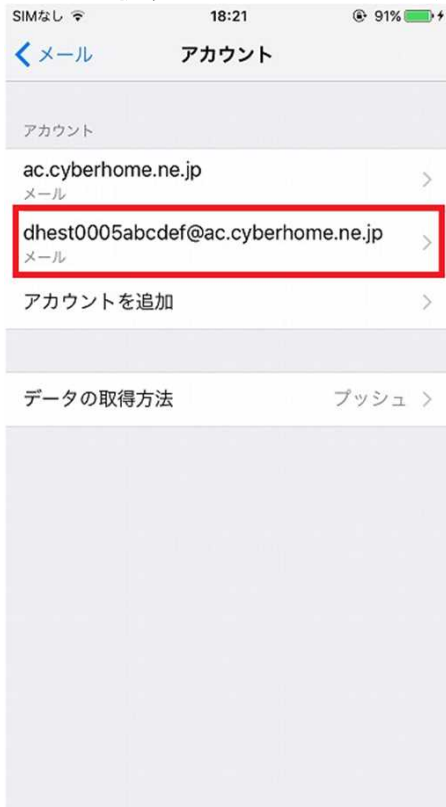 SIMなし 18:21 91%
メール アカウント
アカウント
ac.cyberhome.ne.jp
メール
dhest0005abcdef@ac.cyberhome.ne.jp
メール
アカウントを追加
データの取得方法 プッシュ